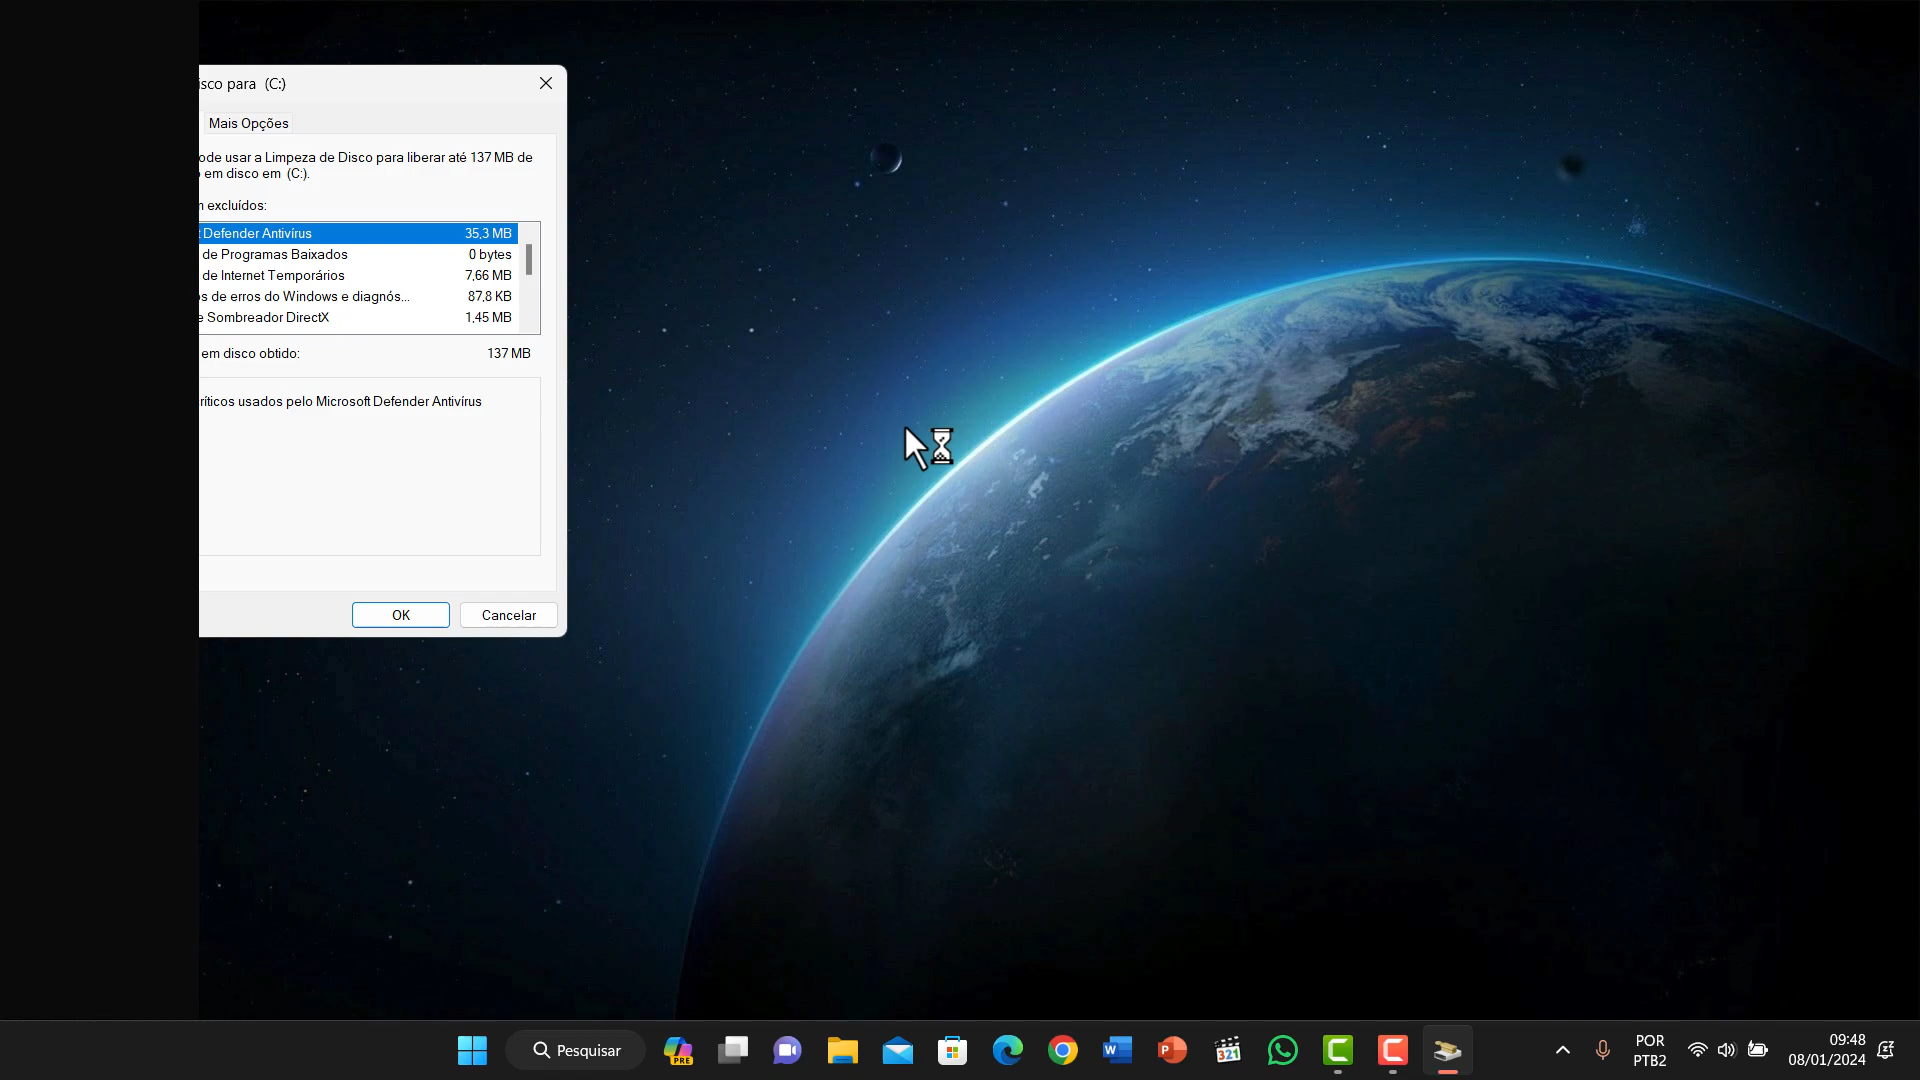 isco para (C:)
Mais Opções
ode usar a Limpeza de Disco para liberar até 137 MB de
em disco em (C:).
excluídos:
Defender Antivírus 35,3 MB
de Programas Baixados 0 bytes
de Internet Temporários 7,66 MB
s de erros do Windows e diagnós... 87,8 KB
e Sombreador DirectX 1,45 MB
em disco obtido: 137 MB
ríticos usados pelo Microsoft Defender Antivírus
OK Cancelar
Pesquisar
PRE
W
P
321
C
C
POR
PTB2
09:48
08/01/2024